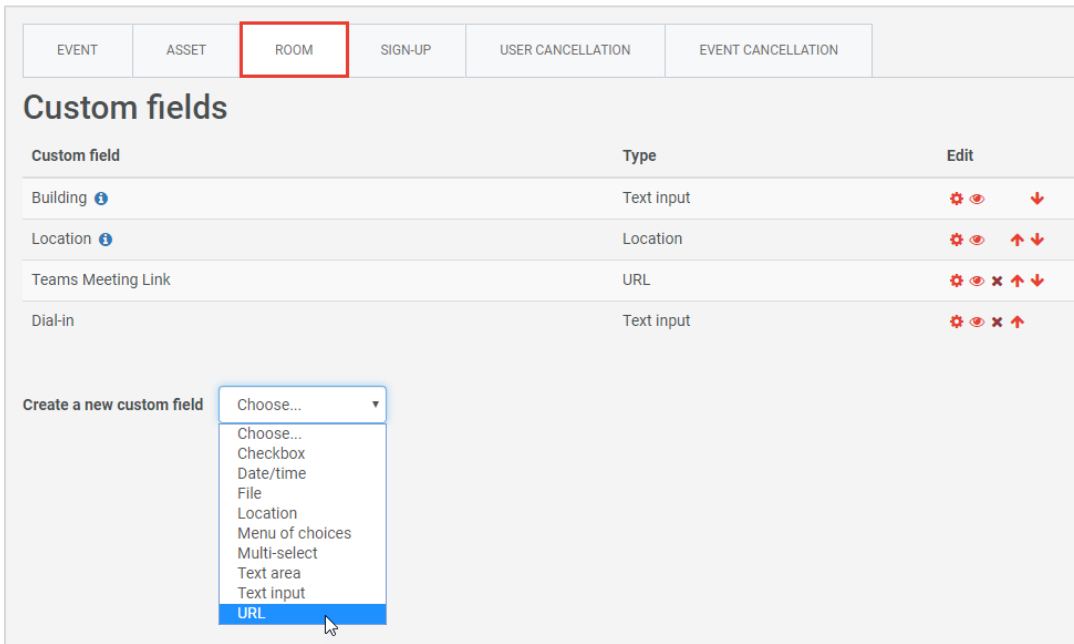 EVENT ASSET ROOM SIGN-UP USER CANCELLATION EVENT CANCELLATION
Custom fields
Custom field Type Edit
Building Text input
Location Location
Teams Meeting Link URL
Dial-in Text input
Create a new custom field Choose...
Choose...
Checkbox
Date/time
File
Location
Menu of choices
Multi-select
Text area
Text input
URL